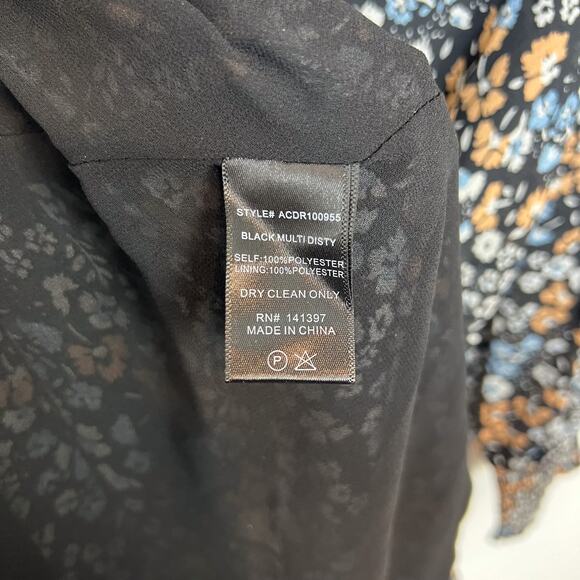 STYLE# ACDR100955
BLACK MULTI DISTY
SELF:100%POLYESTER
LINING:100%POLYESTER
DRY CLEAN ONLY
RN# 141397
MADE IN CHINA
P